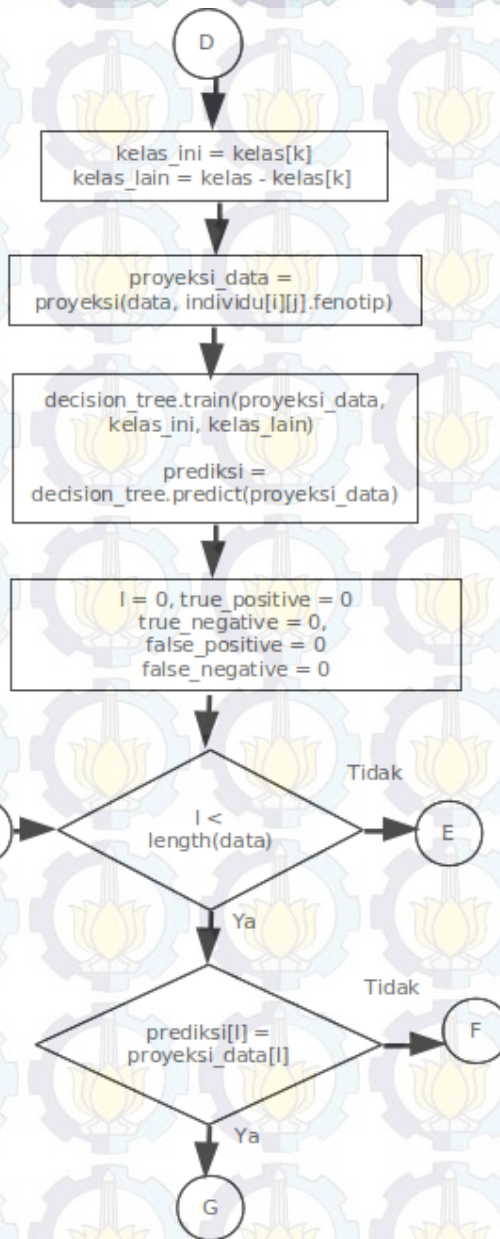 D
kelas_ini = kelas[k]
kelas_lain = kelas - kelas[k]
proyeksi_data =
proyeksi(data, individu[i][j].fenotip)
decision_tree.train(proyeksi_data,
kelas_ini, kelas_lain)
prediksi =
decision_tree.predict(proyeksi_data)
l = 0, true_positive = 0
true_negative = 0,
false_positive = 0
false_negative = 0
Tidak
l <
length(data)
E
Ya
Tidak
prediksi[l] =
proyeksi_data[l]
F
Ya
G